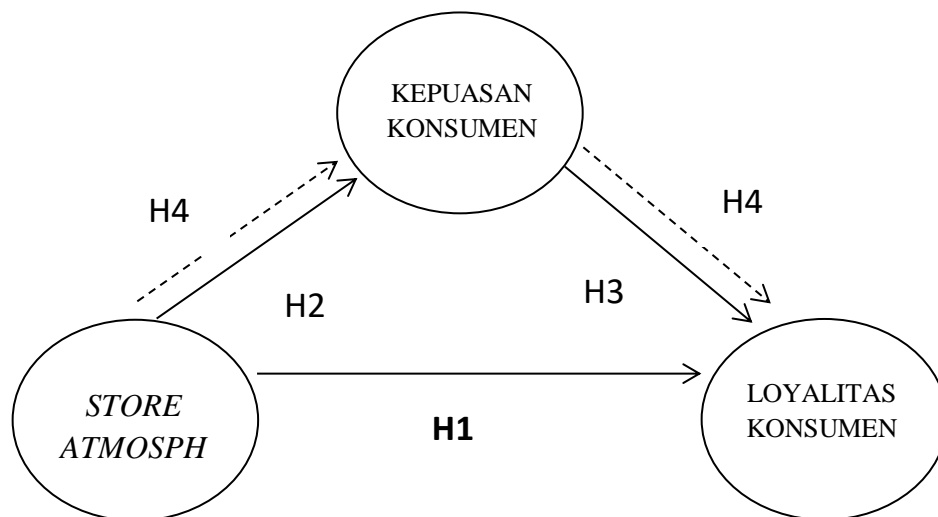 KEPUASAN
KONSUMEN
H4
H4
H2
H3
STORE
ATMOSPH
LOYALITAS
KONSUMEN
H1